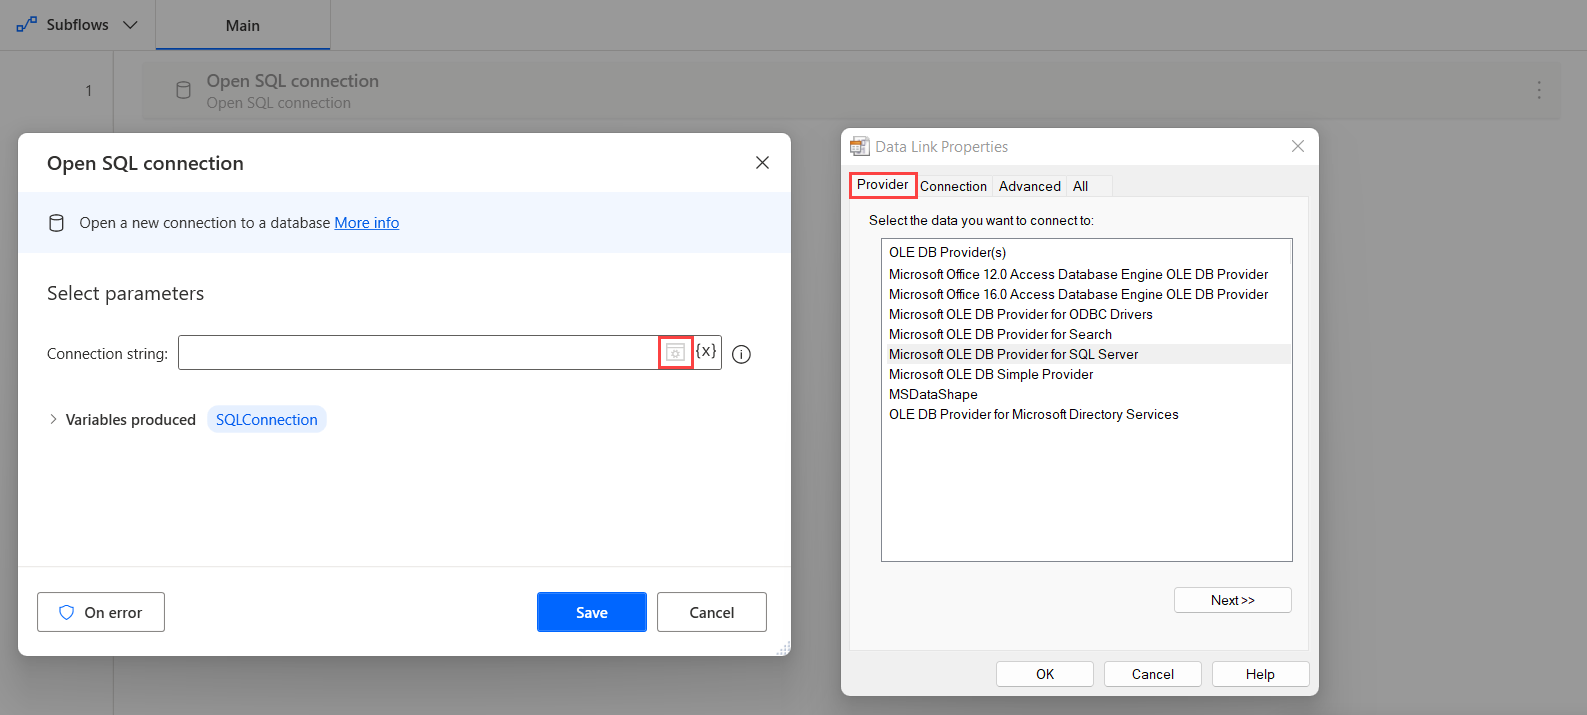 Subflows
Main
1
Open SQL connection
Open SQL connection
Open SQL connection
Open a new connection to a database More info
Select parameters
Connection string:
{x}
Variables produced SQLConnection
On error
Save
Cancel
Data Link Properties
Provider Connection Advanced All
Select the data you want to connect to:
OLE DB Provider(s)
Microsoft Office 12.0 Access Database Engine OLE DB Provider
Microsoft Office 16.0 Access Database Engine OLE DB Provider
Microsoft OLE DB Provider for ODBC Drivers
Microsoft OLE DB Provider for Search
Microsoft OLE DB Provider for SQL Server
Microsoft OLE DB Simple Provider
MSDataShape
OLE DB Provider for Microsoft Directory Services
Next >>
OK
Cancel
Help